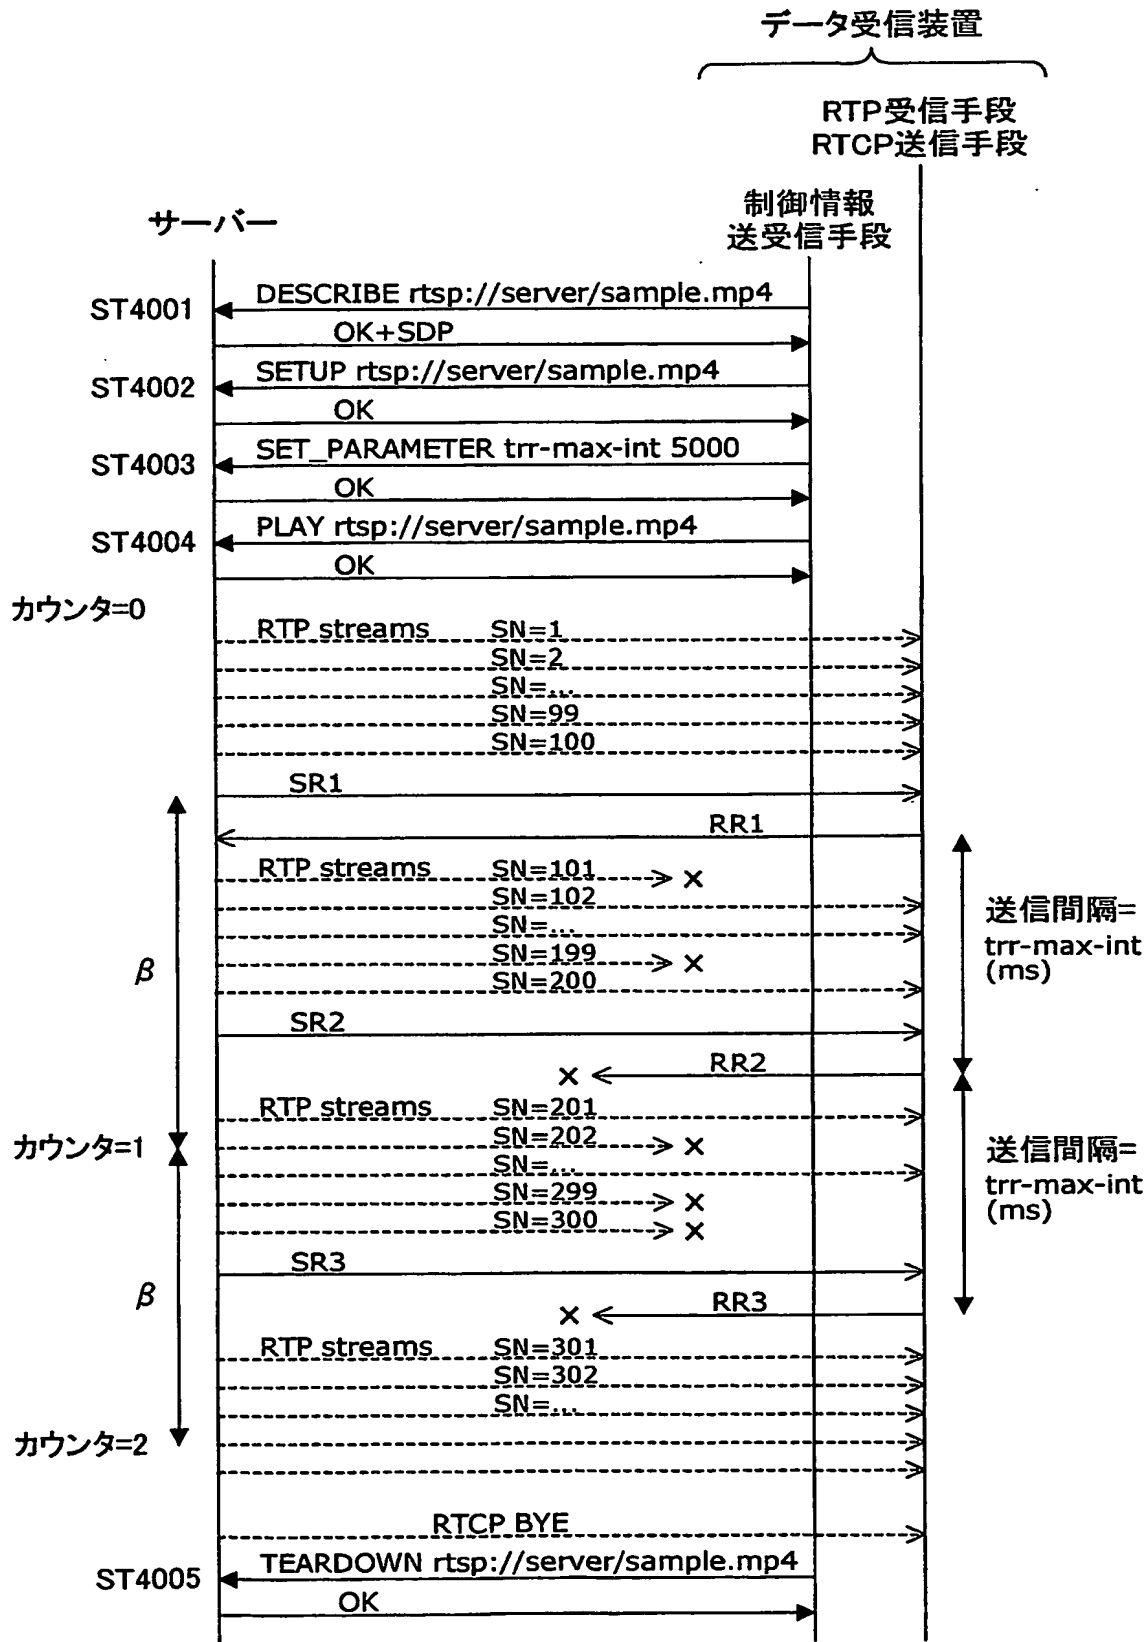 データ受信装置
RTP受信手段
RTCP送信手段
制御情報
送受信手段
サーバー
ST4001
DESCRIBE rtsp://server/sample.mp4
OK+SDP
ST4002
SETUP rtsp://server/sample.mp4
OK
ST4003
SET_PARAMETER trr-max-int 5000
OK
ST4004
PLAY rtsp://server/sample.mp4
OK
カウンタ=0
RTP streams SN=1
SN=2
SN=...
SN=99
SN=100
SR1
RR1
RTP streams SN=101
SN=102
SN=...
SN=199
SN=200
送信間隔=
trr-max-int
(ms)
β
SR2
RR2
RTP streams SN=201
カウンタ=1
SN=202
SN=...
SN=299
SN=300
送信間隔=
trr-max-int
(ms)
SR3
β
RR3
RTP streams SN=301
SN=302
SN=...
カウンタ=2
RTCP BYE
ST4005
TEARDOWN rtsp://server/sample.mp4
OK